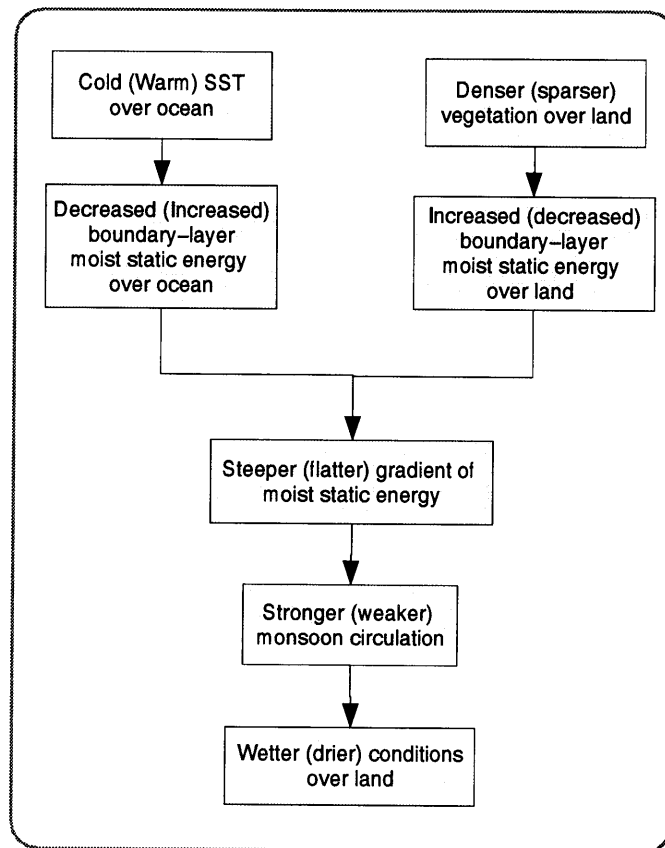 Cold (Warm) SST
over ocean
Denser (sparser)
vegetation over land
Decreased (Increased)
boundary–layer
moist static energy
over ocean
Increased (decreased)
boundary–layer
moist static energy
over land
Steeper (flatter) gradient of
moist static energy
Stronger (weaker)
monsoon circulation
Wetter (drier) conditions
over land